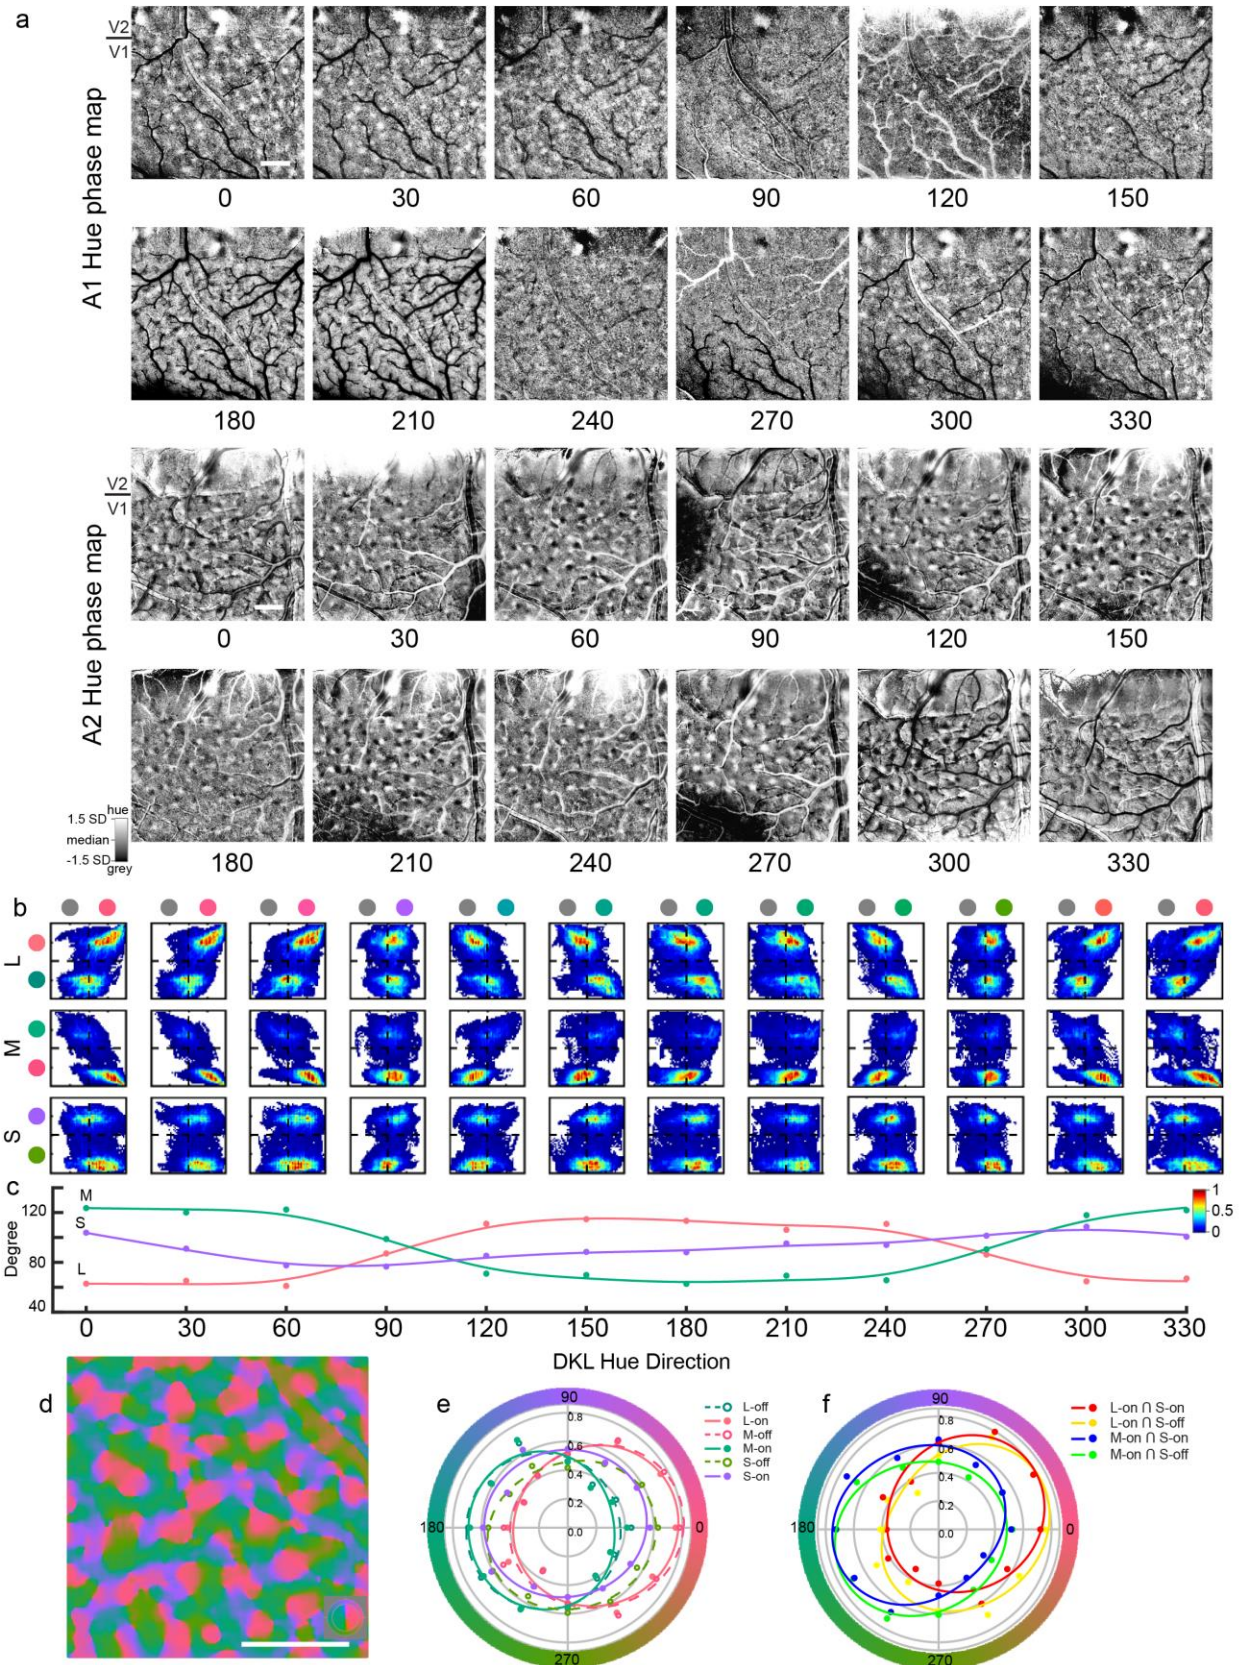 a
V2
V1
A1 Hue phase map
0 30 60 90 120 150
180 210 240 270 300 330
V2
V1
A2 Hue phase map
0 30 60 90 120 150
hue
1.5 SD
median
-1.5 SD
grey
180 210 240 270 300 330
b
L
M
S
c
M
S
L
Degree
120
80
40
1
0.5
0
0 30 60 90 120 150 180 210 240 270 300 330
DKL Hue Direction
d
e
90
0.8
0.6
0.4
0.2
0.0
180
0
270
L-off
L-on
M-off
M-on
S-off
S-on
f
90
0.8
0.6
0.4
0.2
0.0
180
0
270
L-on ∩ S-on
L-on ∩ S-off
M-on ∩ S-on
M-on ∩ S-off